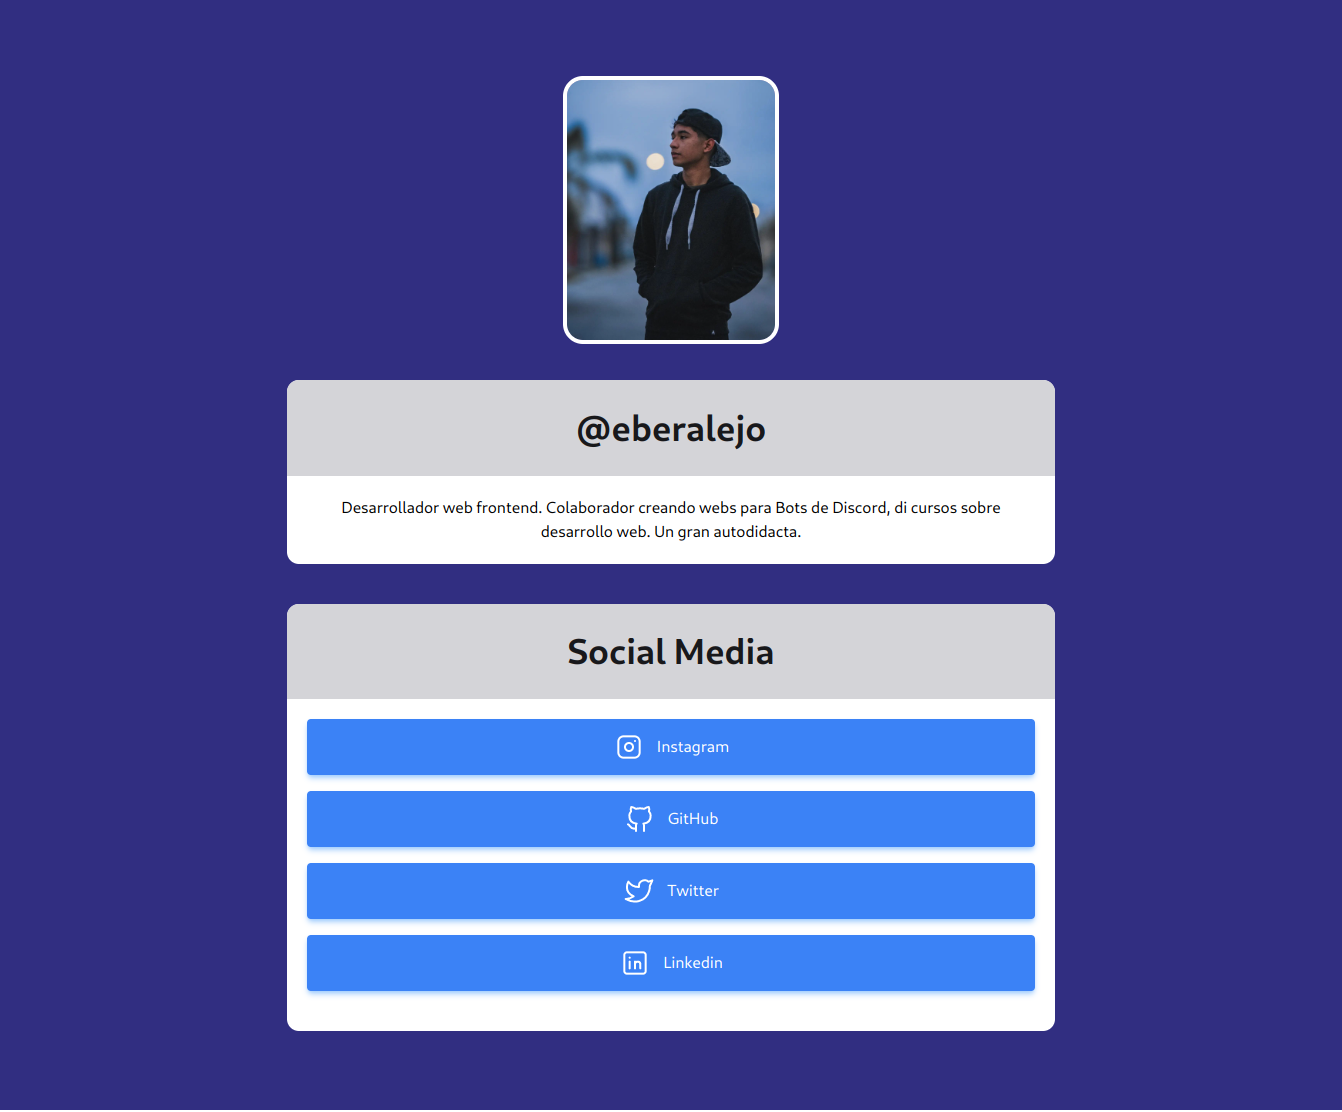 @eberalejo
Desarrollador web frontend. Colaborador creando webs para Bots de Discord, di cursos sobre
desarrollo web. Un gran autodidacta.
Social Media
Instagram
GitHub
Twitter
Linkedin